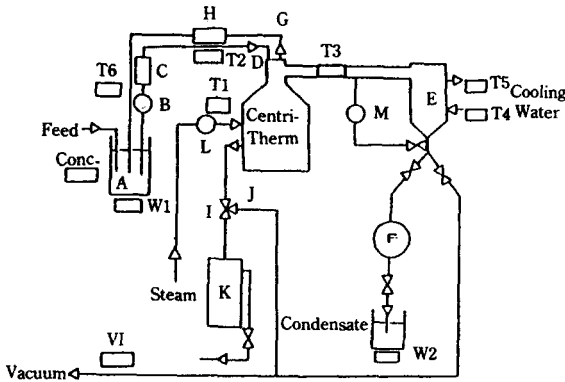 H
G
T3
T2
D
C
T6
T5 Cooling
T1
E
B
T4 Water
Centri-
Therm
M
Feed
L
Conc-
A
W1
J
I
F
K
Steam
Condensate
VI
W2
Vacuum